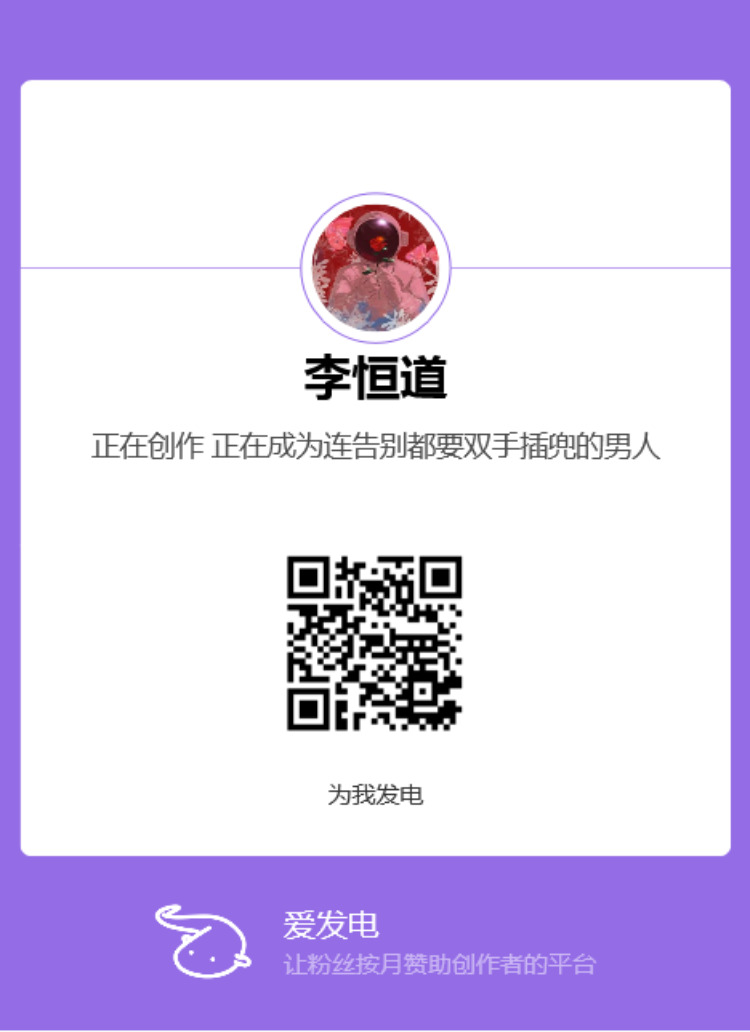 李恒道
正在创作 正在成为连告别都要双手插兜的男人
为我发电
爱发电
让粉丝按月赞助创作者的平台